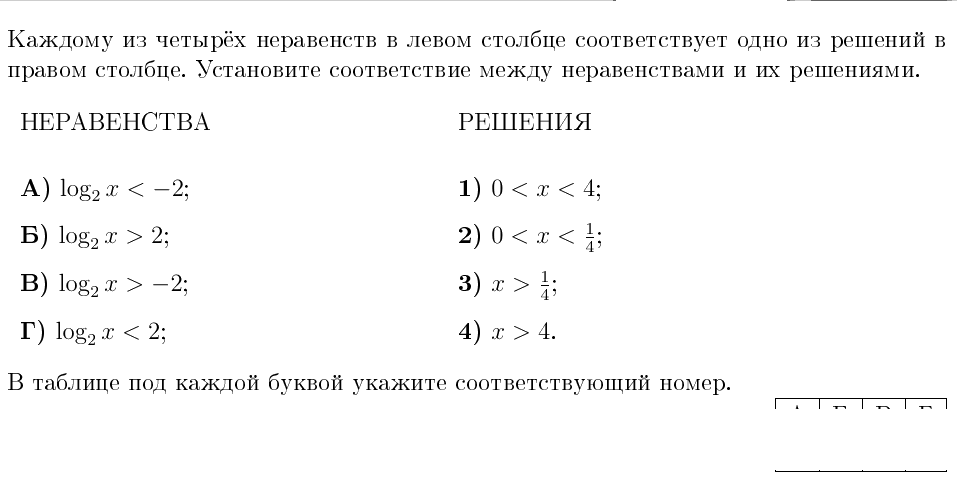 Каждому из четырёх неравенств в левом столбце соответствует одно из решений в
правом столбце. Установите соответствие между неравенствами и их решениями.
НЕРАВЕНСТВА РЕШЕНИЯ
А) log₂ x < −2; 1) 0 < x < 4;
Б) log₂ x > 2; 2) 0 < x < 1/4;
В) log₂ x > −2; 3) x > 1/4;
Г) log₂ x < 2; 4) x > 4.
В таблице под каждой буквой укажите соответствующий номер.